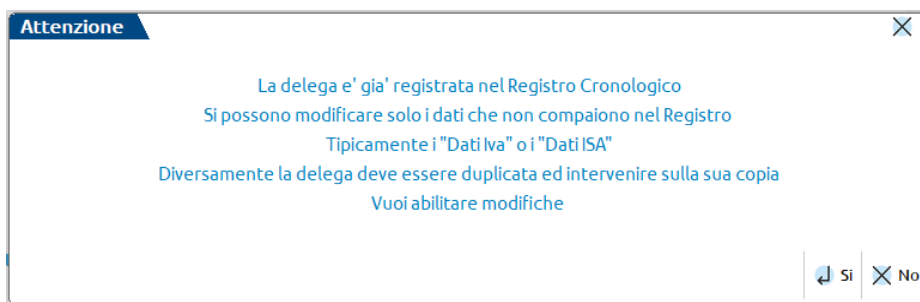 Attenzione
La delega e' gia' registrata nel Registro Cronologico
Si possono modificare solo i dati che non compaiono nel Registro
Tipicamente i "Dati Iva" o i "Dati ISA"
Diversamente la delega deve essere duplicata ed intervenire sulla sua copia
Vuoi abilitare modifiche
Si No